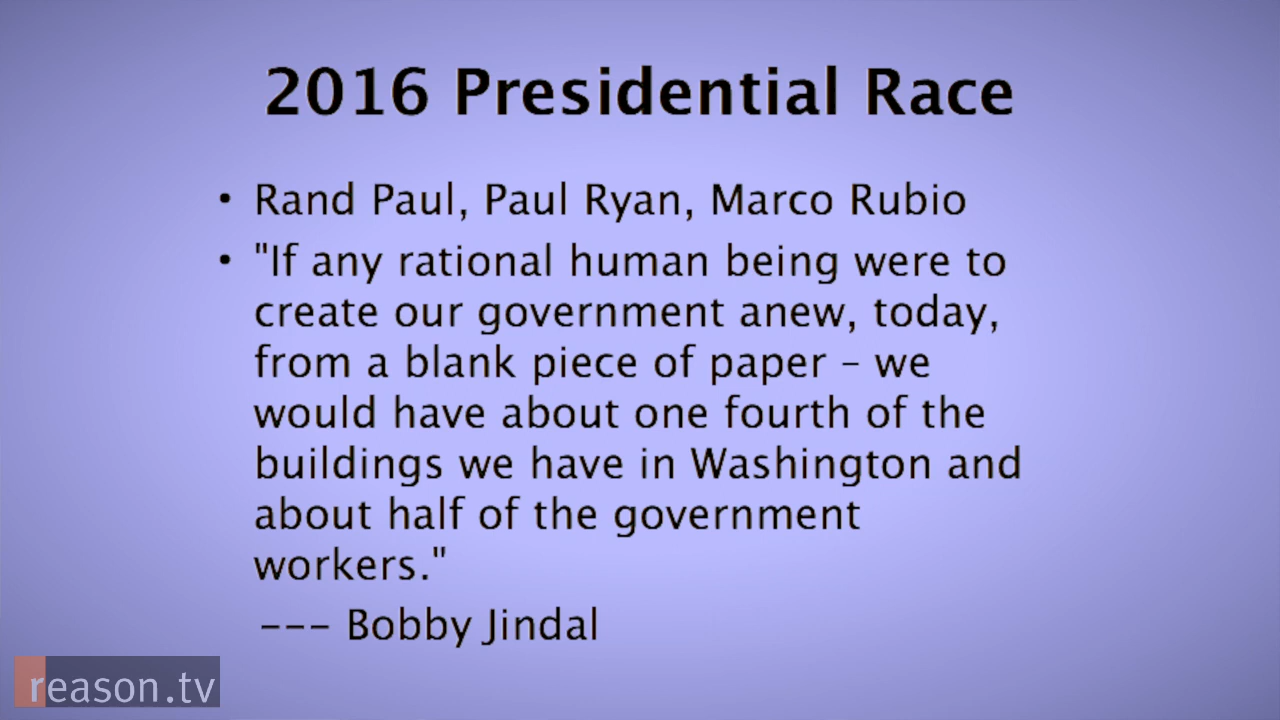 2016 Presidential Race
• Rand Paul, Paul Ryan, Marco Rubio
• "If any rational human being were to
create our government anew, today,
from a blank piece of paper – we
would have about one fourth of the
buildings we have in Washington and
about half of the government
workers."
--- Bobby Jindal
reason.tv